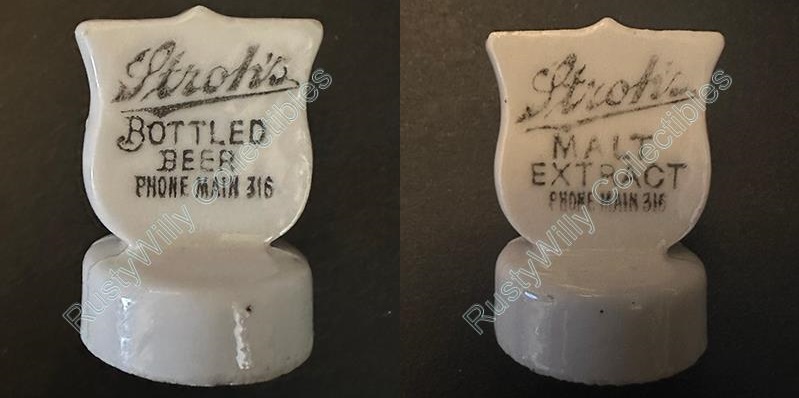 Stroh's
BOTTLED
BEER
PHONE MAIN 316
RustyWilly Collectibles
Stroh's
MALT
EXTRACT
PHONE MAIN 316
RustyWilly Collectibles